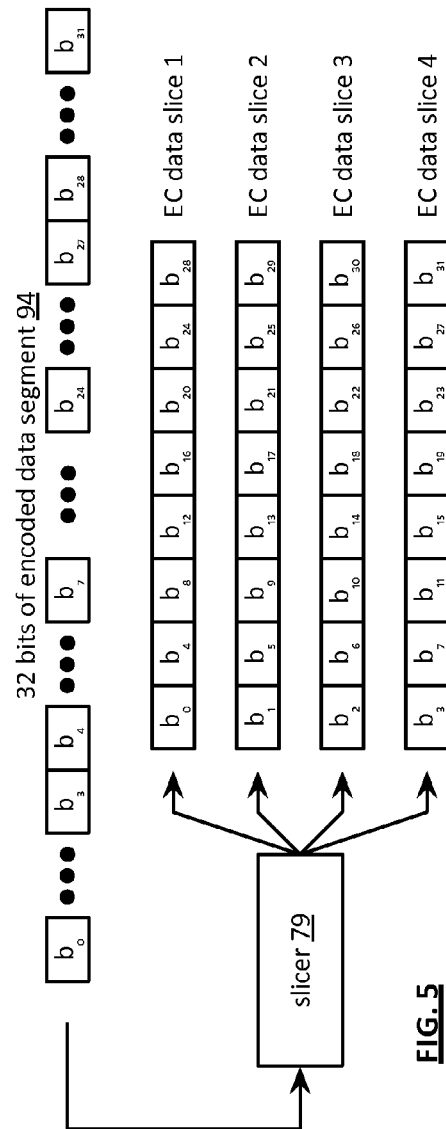 32 bits of encoded data segment 94
b0 ●●● b3 b4 ●●● b7 ●●● b24 ●●● b27 b28 ●●● b31
slicer 79
b0 b4 b8 b12 b16 b20 b24 b28 EC data slice 1
b1 b5 b9 b13 b17 b21 b25 b29 EC data slice 2
b2 b6 b10 b14 b18 b22 b26 b30 EC data slice 3
b3 b7 b11 b15 b19 b23 b27 b31 EC data slice 4
FIG. 5